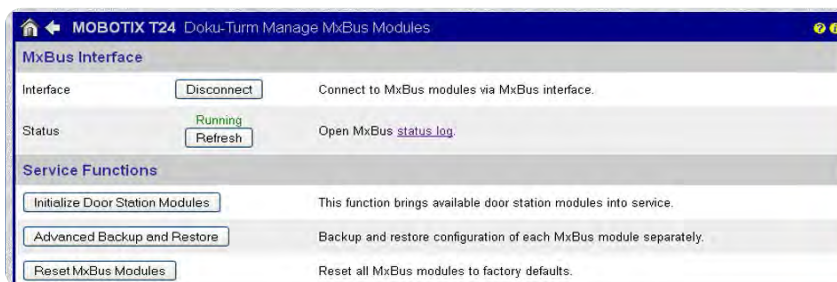 MOBOTIX T24 Doku-Turm Manage MxBus Modules
MxBus Interface
Interface Disconnect Connect to MxBus modules via MxBus interface.
Status Running Refresh Open MxBus status log.
Service Functions
Initialize Door Station Modules This function brings available door station modules into service.
Advanced Backup and Restore Backup and restore configuration of each MxBus module separately.
Reset MxBus Modules Reset all MxBus modules to factory defaults.